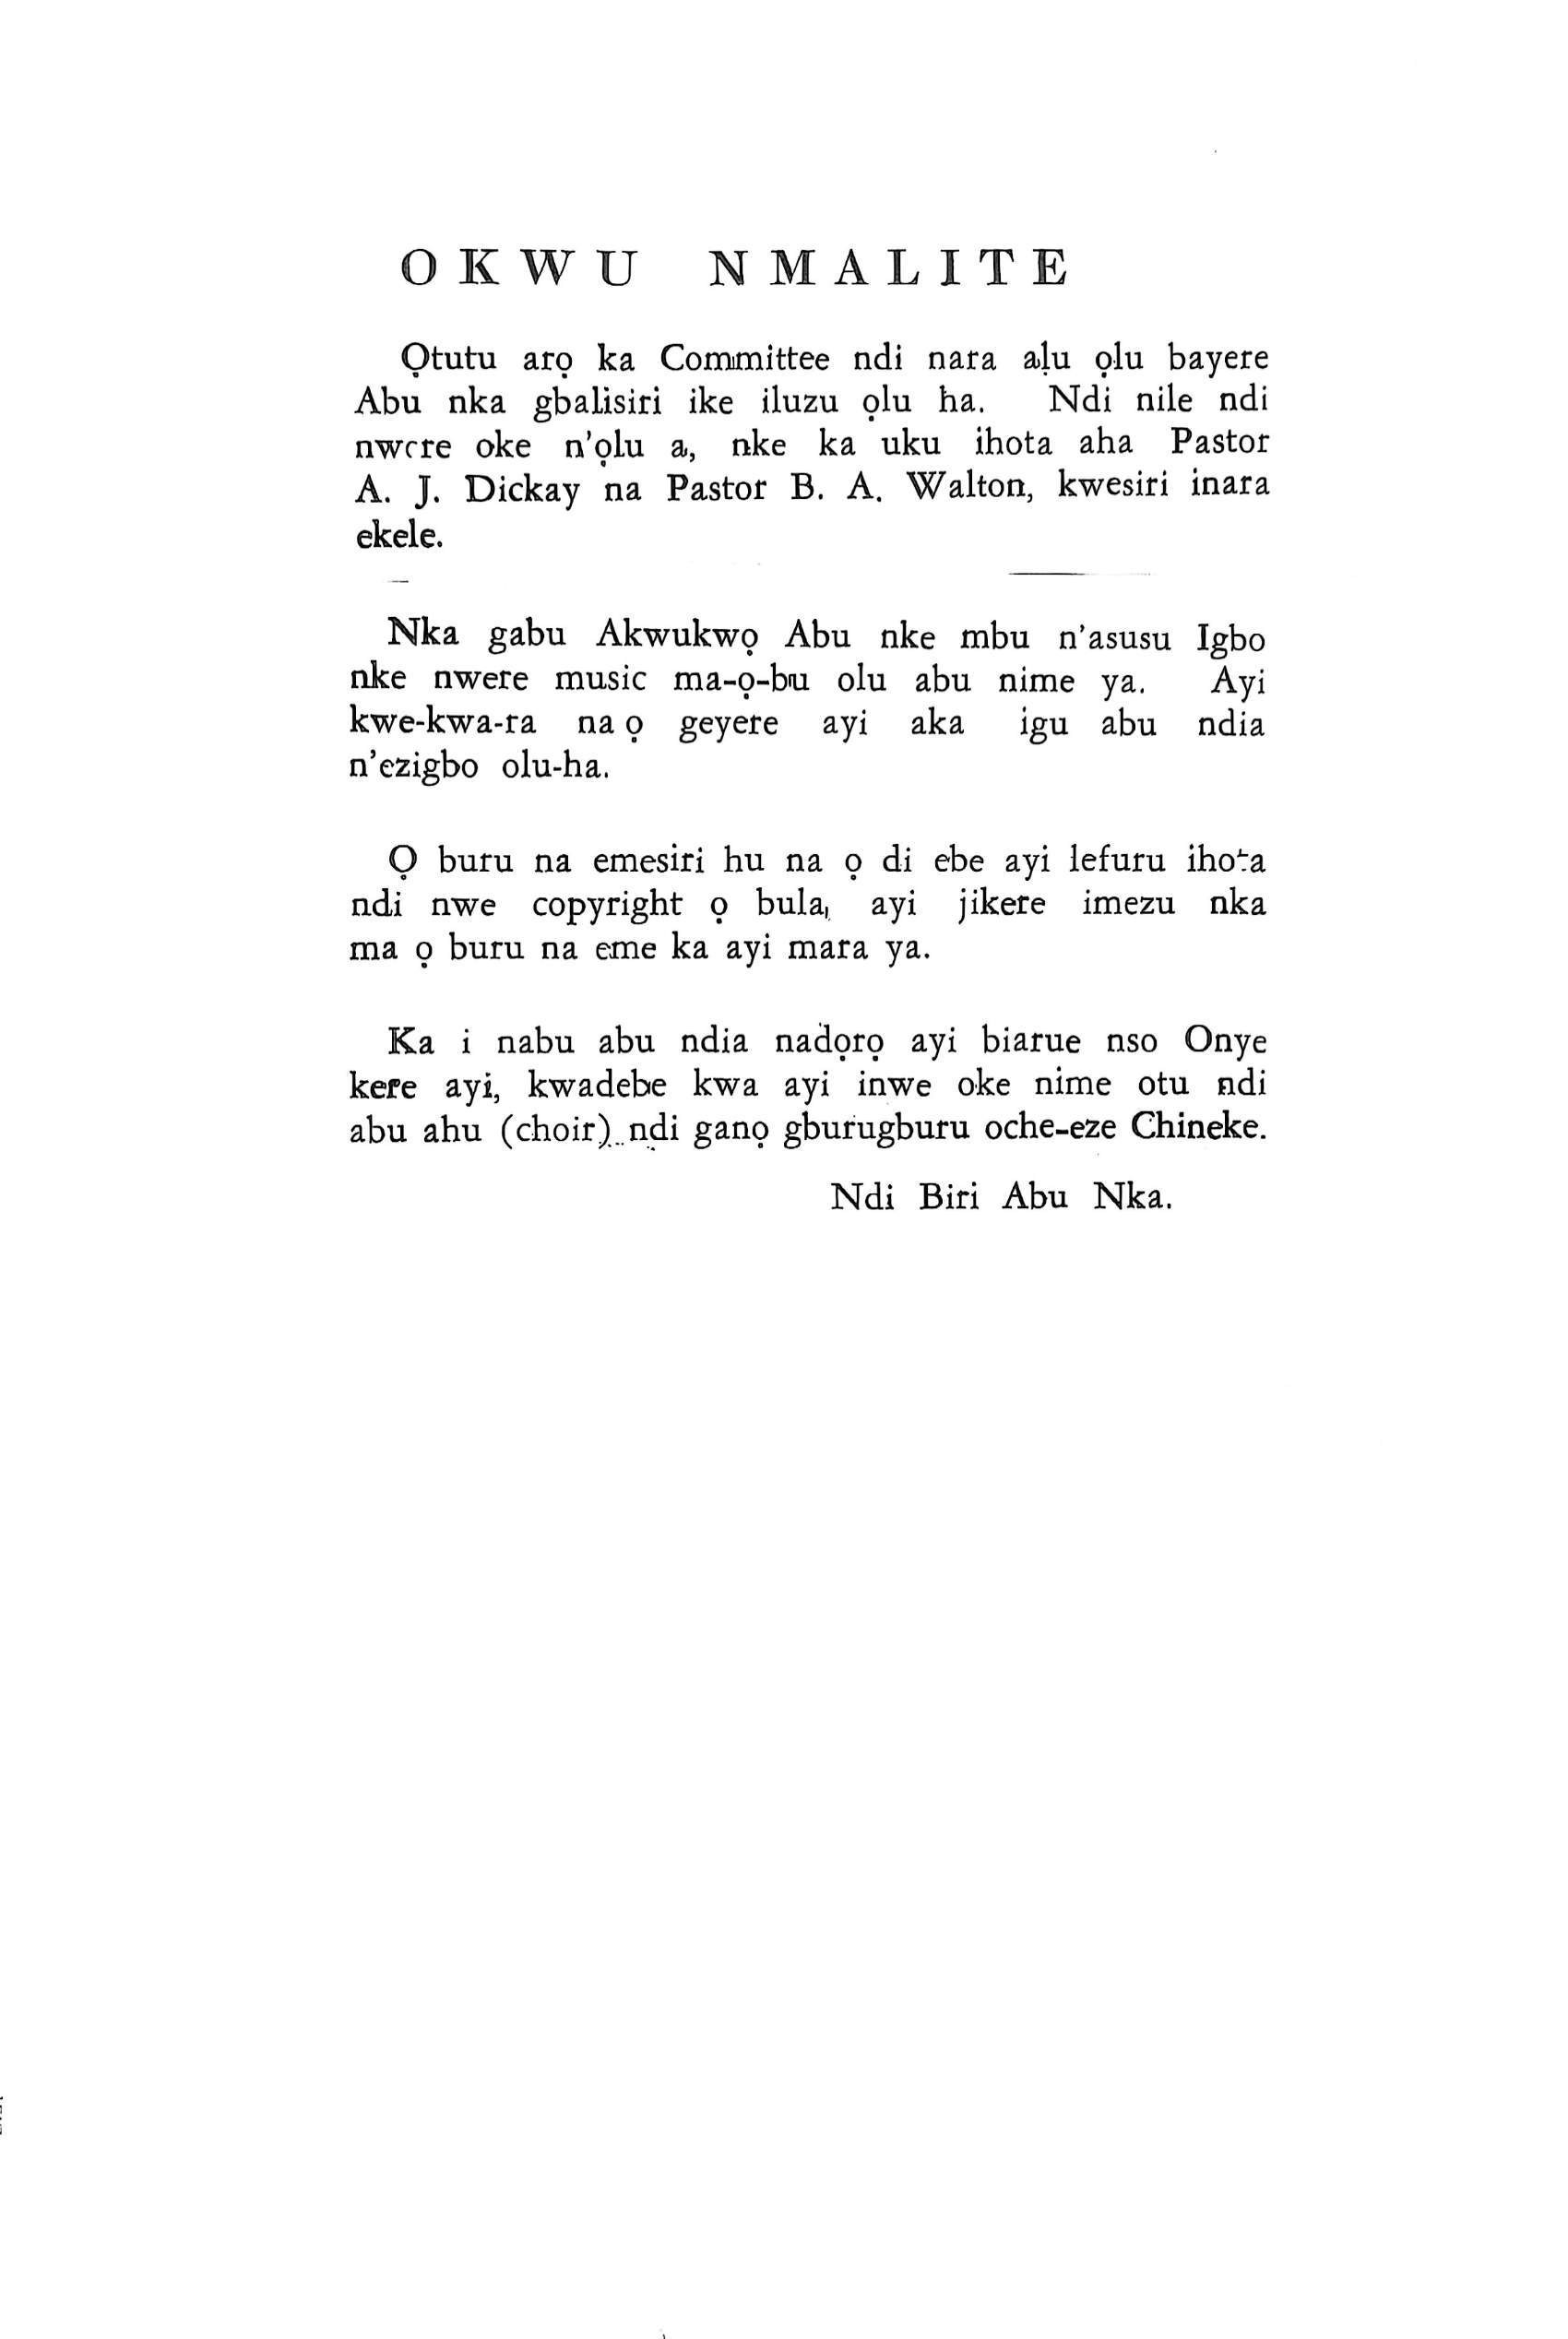 OKWU NMALITE
Ọtutu arọ ka Committee ndi nara alu ọlu bayere
Abu nka gbalisiri ike iluzu ọlu ha. Ndi nile ndi
nwere oke n'ọlu a, nke ka uku ihota aha Pastor
A. J. Dickay na Pastor B. A. Walton, kwesiri inara
ekele.
Nka gabu Akwukwọ Abu nke mbu n'asusu Igbo
nke nwere music ma-ọ-bu olu abu nime ya. Ayi
kwe-kwa-ra na ọ geyere ayi aka igu abu ndia
n'ezigbo olu-ha.
Ọ buru na emesiri hu na ọ di ebe ayi lefuru ihota
ndi nwe copyright ọ bula, ayi jikere imezu nka
ma ọ buru na eme ka ayi mara ya.
Ka i nabu abu ndia nadọrọ ayi biarue nso Onye
kere ayi, kwadebe kwa ayi inwe oke nime otu ndi
abu ahu (choir) ndi ganọ gburugburu oche-eze Chineke.
Ndi Biri Abu Nka.